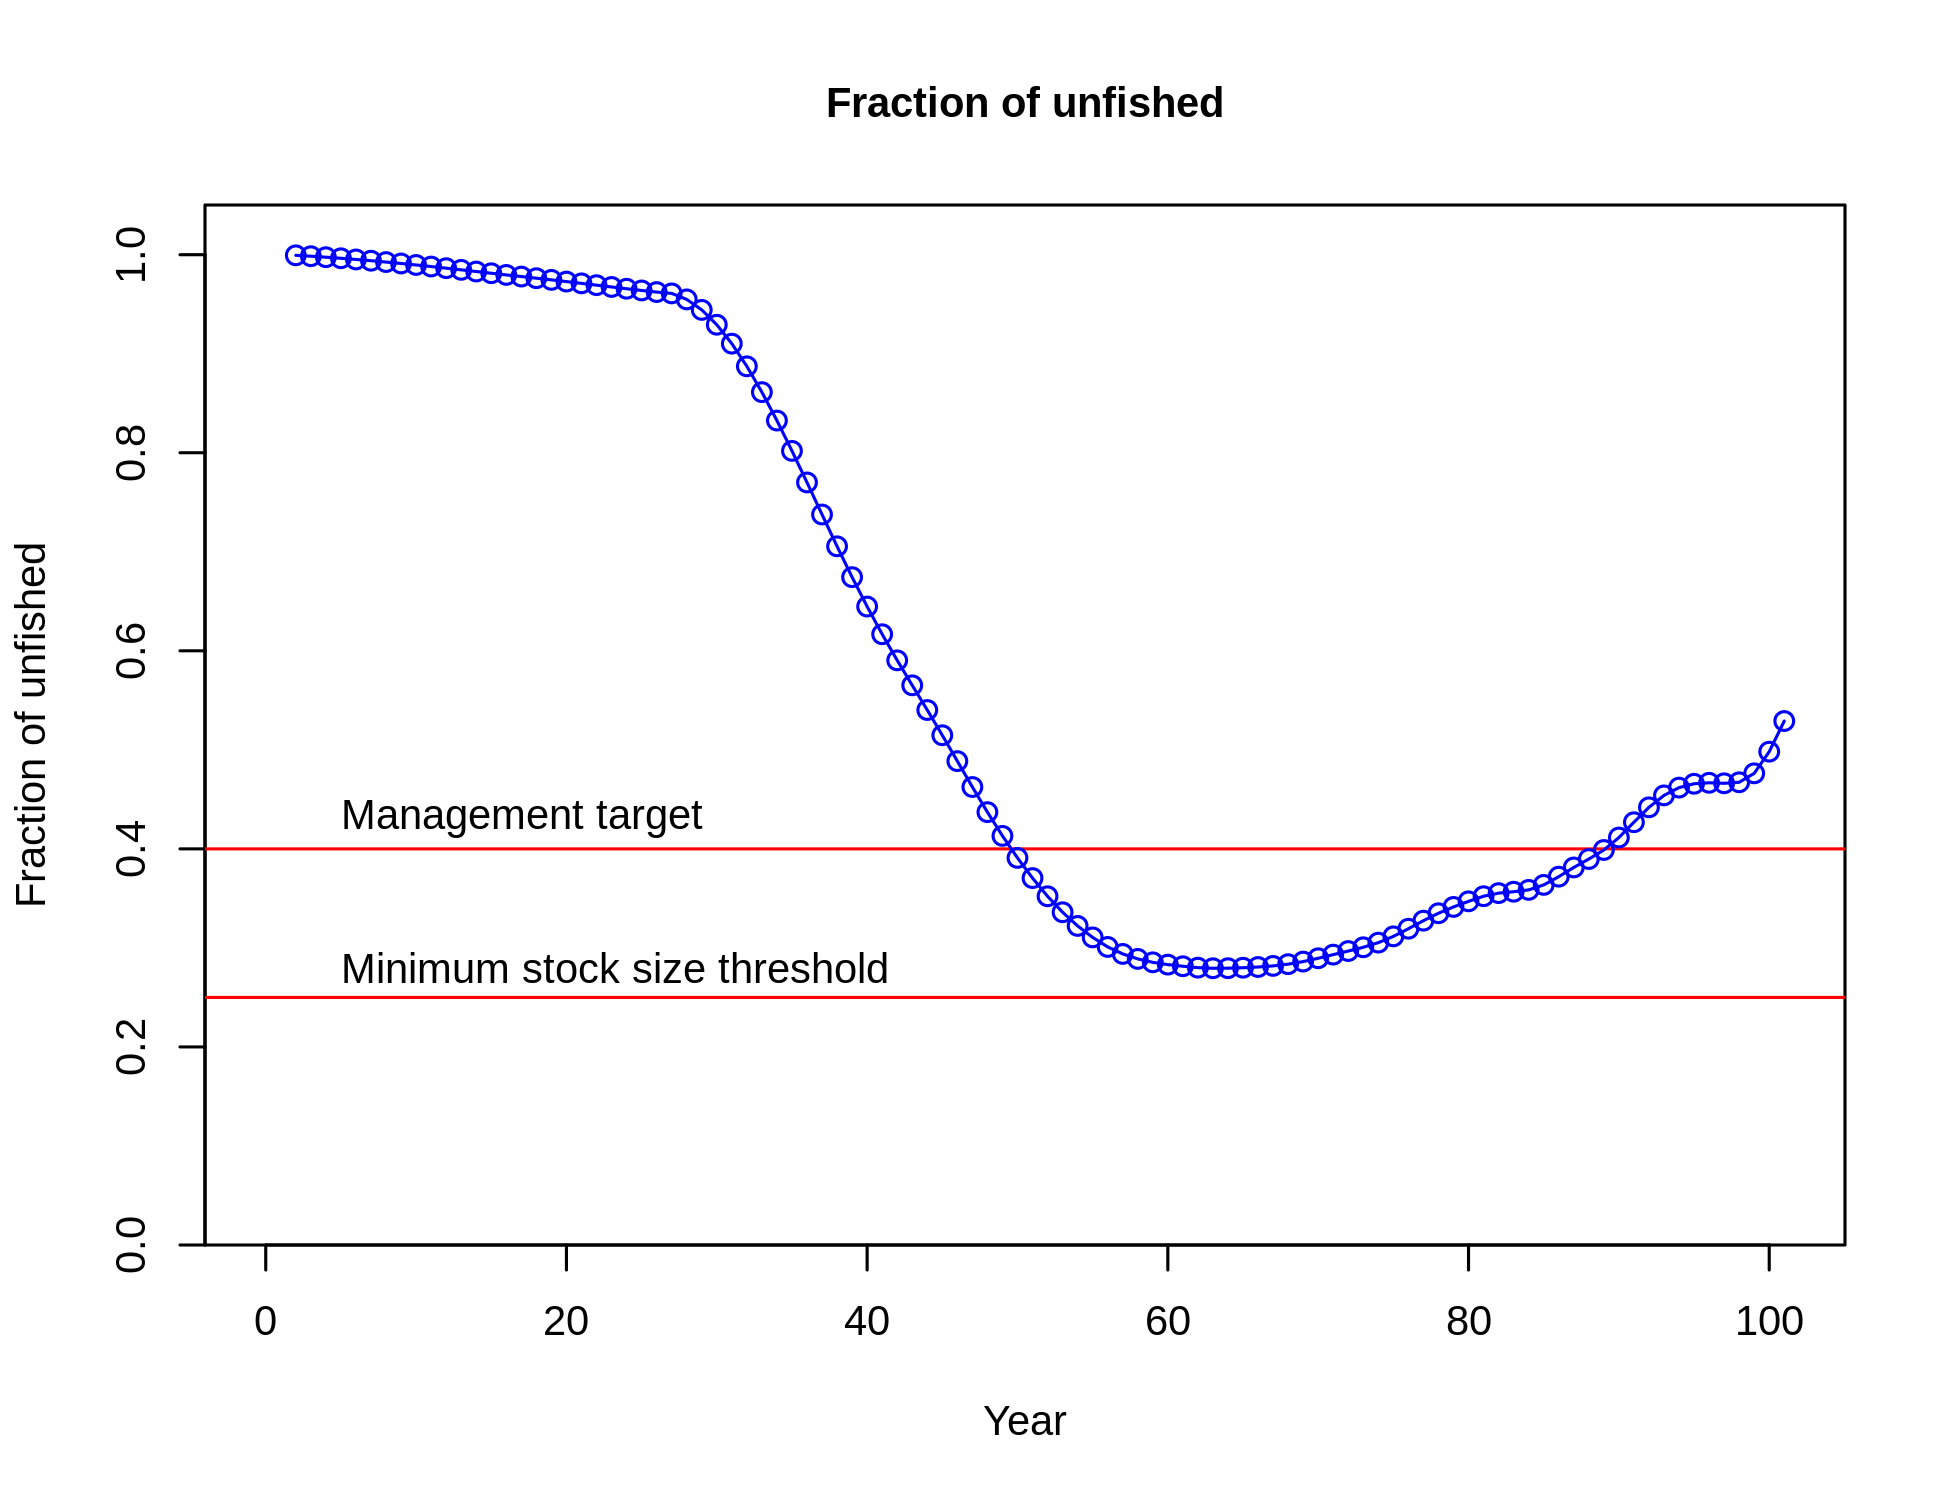 Fraction of unfished
Fraction of unfished
1.0
0.8
0.6
0.4
0.2
0.0
Management target
Minimum stock size threshold
0 20 40 60 80 100
Year